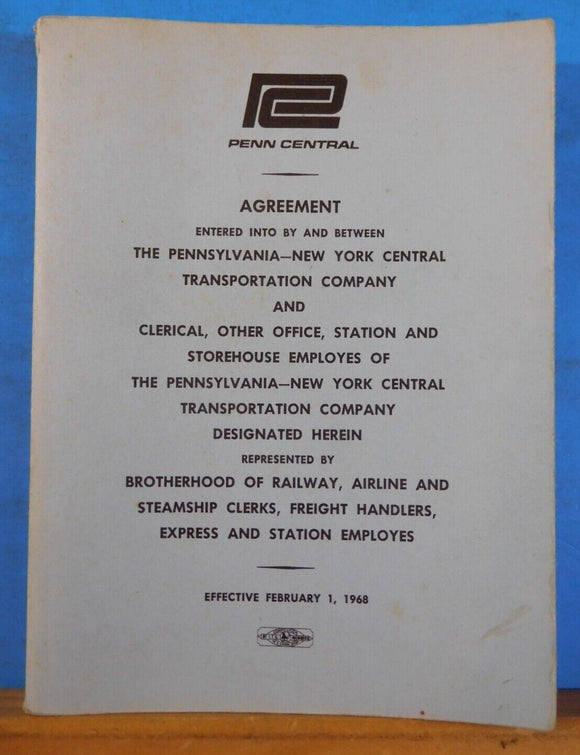 PC
PENN CENTRAL
AGREEMENT
ENTERED INTO BY AND BETWEEN
THE PENNSYLVANIA—NEW YORK CENTRAL
TRANSPORTATION COMPANY
AND
CLERICAL, OTHER OFFICE, STATION AND
STOREHOUSE EMPLOYES OF
THE PENNSYLVANIA—NEW YORK CENTRAL
TRANSPORTATION COMPANY
DESIGNATED HEREIN
REPRESENTED BY
BROTHERHOOD OF RAILWAY, AIRLINE AND
STEAMSHIP CLERKS, FREIGHT HANDLERS,
EXPRESS AND STATION EMPLOYES
EFFECTIVE FEBRUARY 1, 1968